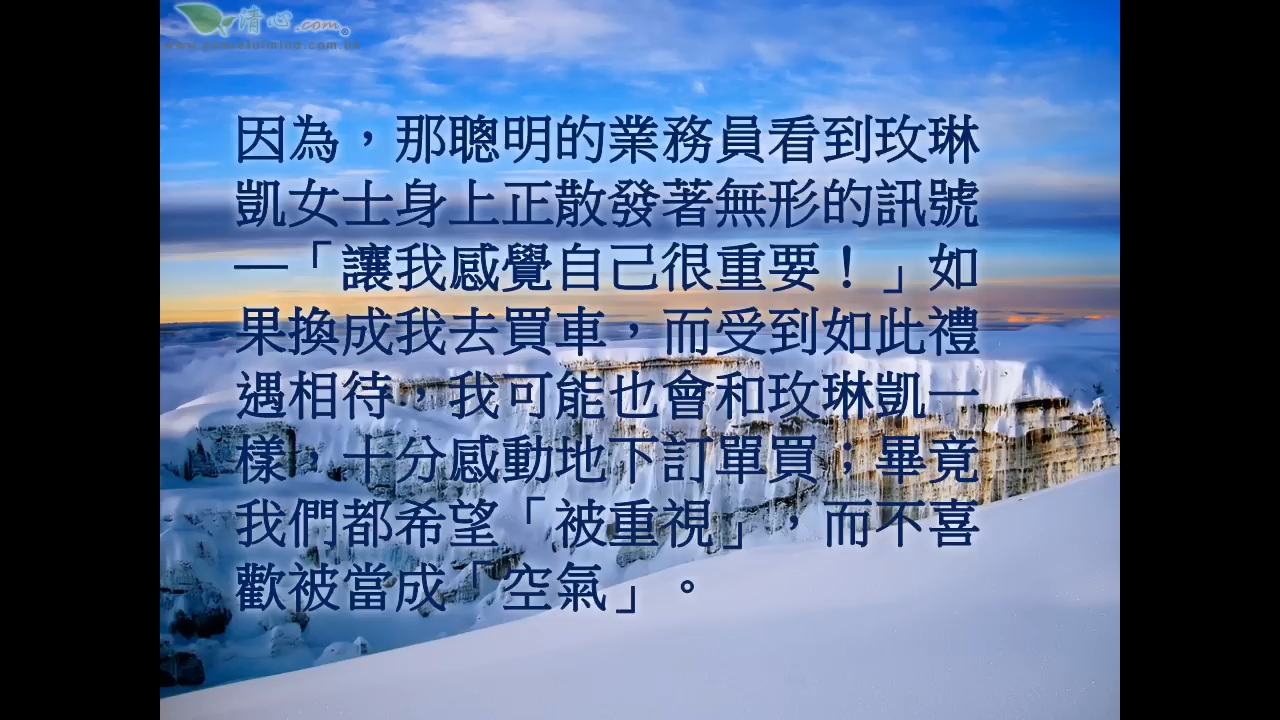 清心.com
因為，那聰明的業務員看到玫琳
凱女士身上正散發著無形的訊號
—「讓我感覺自己很重要！」如
果換成我去買車，而受到如此禮
遇相待，我可能也會和玫琳凱一
樣，十分感動地下訂單買；畢竟
我們都希望「被重視」，而不喜
歡被當成「空氣」。